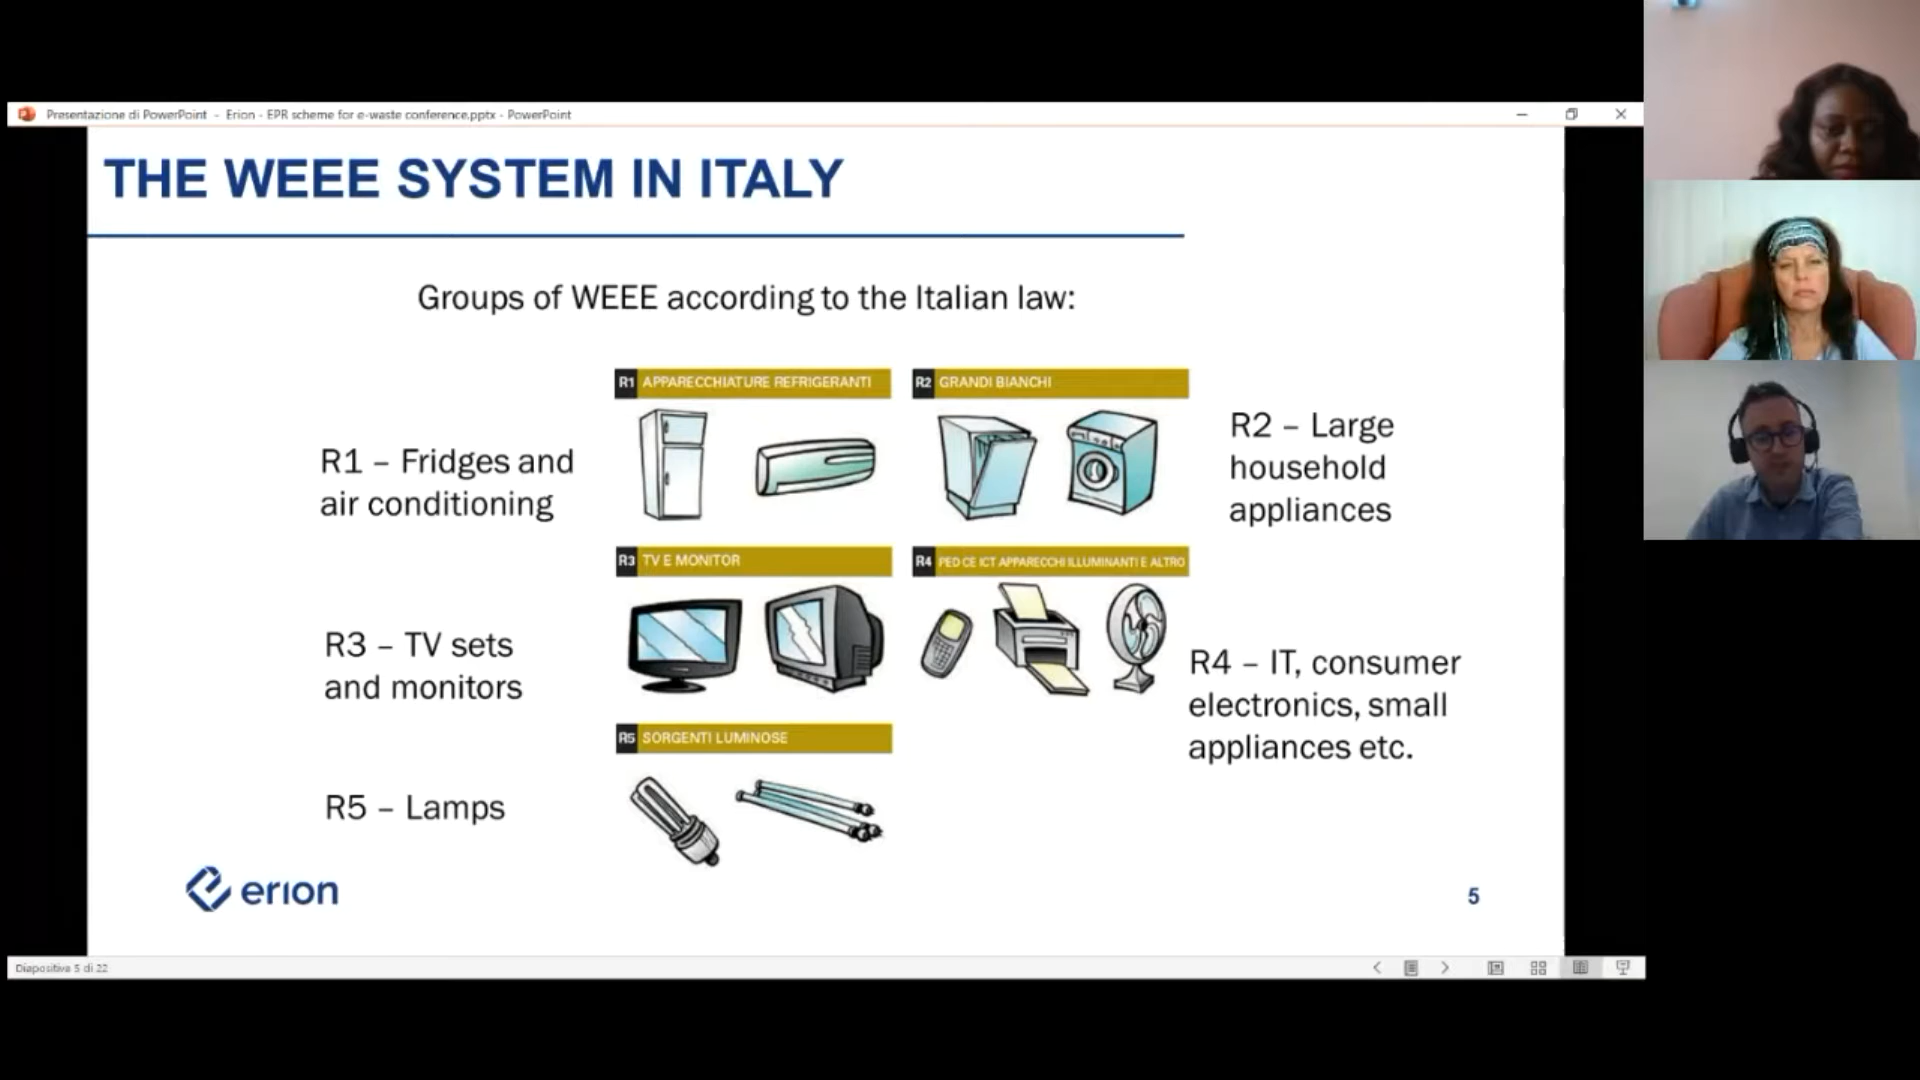 Presentazione di PowerPoint - Erion - EPR scheme for e-waste conference.pptx - PowerPoint
THE WEEE SYSTEM IN ITALY
Groups of WEEE according to the Italian law:
R1 APPARECCHIATURE REFRIGERANTI
R2 GRANDI BIANCHI
R1 – Fridges and
air conditioning
R2 – Large
household
appliances
R3 TV E MONITOR
R4 PED CE ICT APPARECCHI ILLUMINANTI E ALTRO
R3 – TV sets
and monitors
R4 – IT, consumer
electronics, small
appliances etc.
R5 SORGENTI LUMINOSE
R5 – Lamps
erion
5
Diapositiva 5 di 22